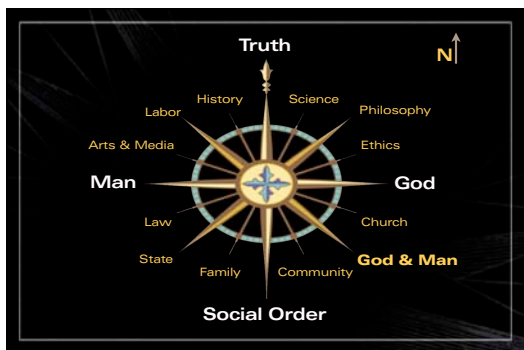 Truth
N
History
Science
Labor
Philosophy
Arts & Media
Ethics
Man
God
Law
Church
State
God & Man
Family
Community
Social Order